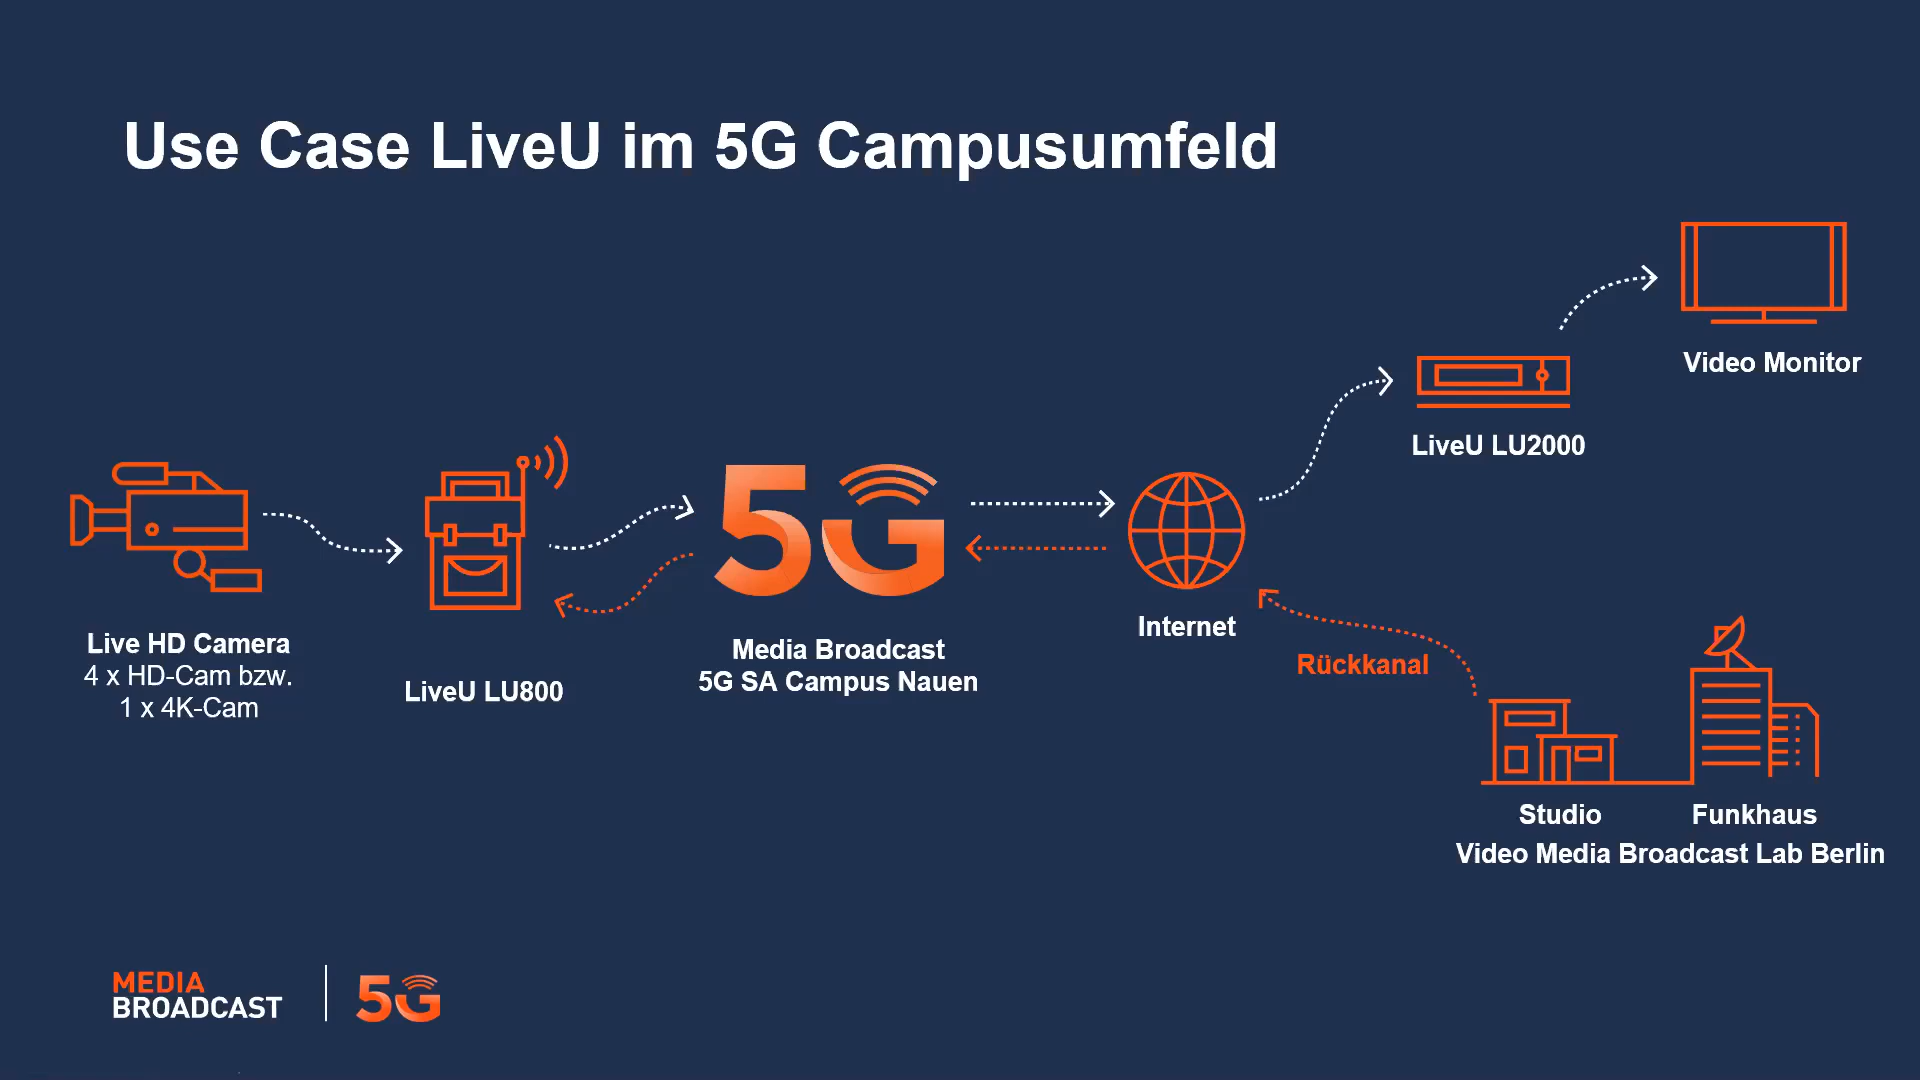 Use Case LiveU im 5G Campusumfeld
Video Monitor
LiveU LU2000
Live HD Camera
4 x HD-Cam bzw.
1 x 4K-Cam
LiveU LU800
5G
Media Broadcast
5G SA Campus Nauen
Internet
Rückkanal
Studio
Funkhaus
Video Media Broadcast Lab Berlin
MEDIA
BROADCAST
5G